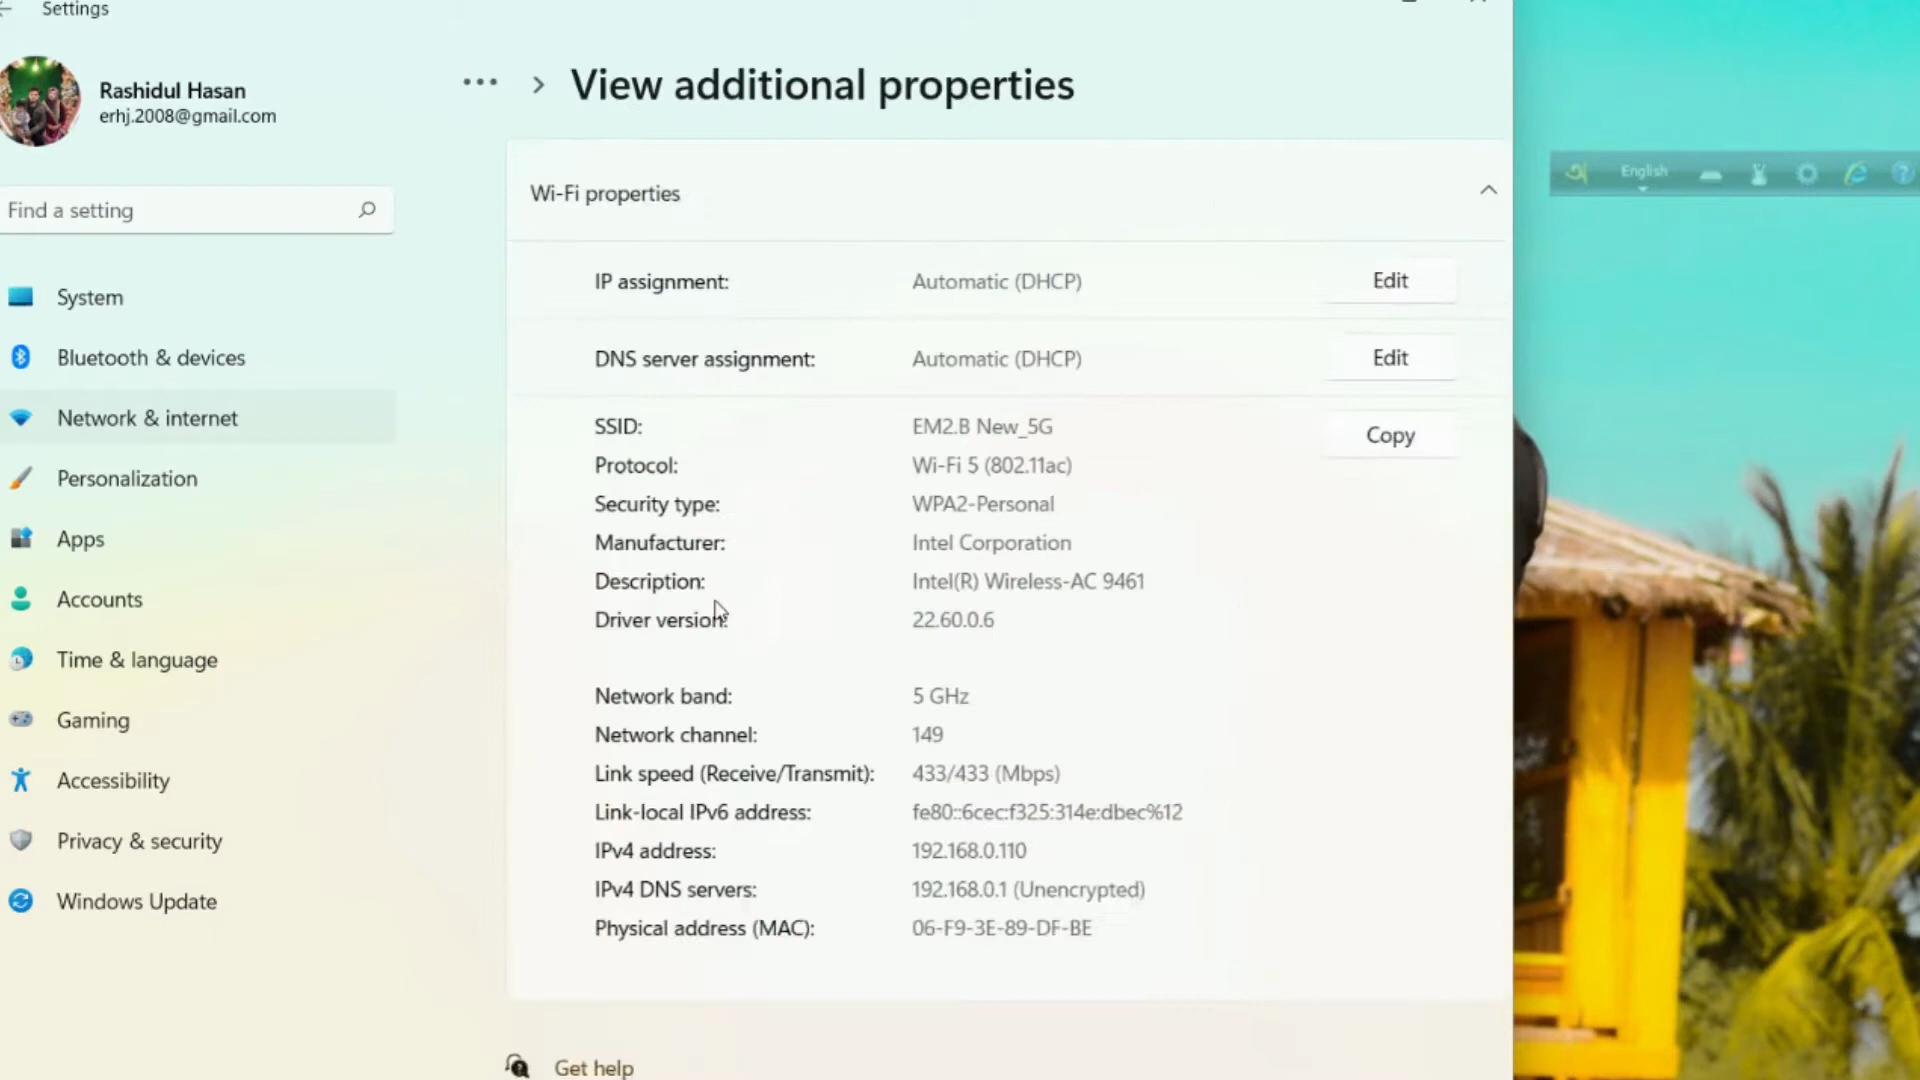 Settings
Rashidul Hasan
erhj.2008@gmail.com
Find a setting
System
Bluetooth & devices
Network & internet
Personalization
Apps
Accounts
Time & language
Gaming
Accessibility
Privacy & security
Windows Update
View additional properties
Wi-Fi properties
IP assignment: Automatic (DHCP) Edit
DNS server assignment: Automatic (DHCP) Edit
SSID: EM2.B New_5G Copy
Protocol: Wi-Fi 5 (802.11ac)
Security type: WPA2-Personal
Manufacturer: Intel Corporation
Description: Intel(R) Wireless-AC 9461
Driver version: 22.60.0.6
Network band: 5 GHz
Network channel: 149
Link speed (Receive/Transmit): 433/433 (Mbps)
Link-local IPv6 address: fe80::6cec:f325:314e:dbec%12
IPv4 address: 192.168.0.110
IPv4 DNS servers: 192.168.0.1 (Unencrypted)
Physical address (MAC): 06-F9-3E-89-DF-BE
Get help
English